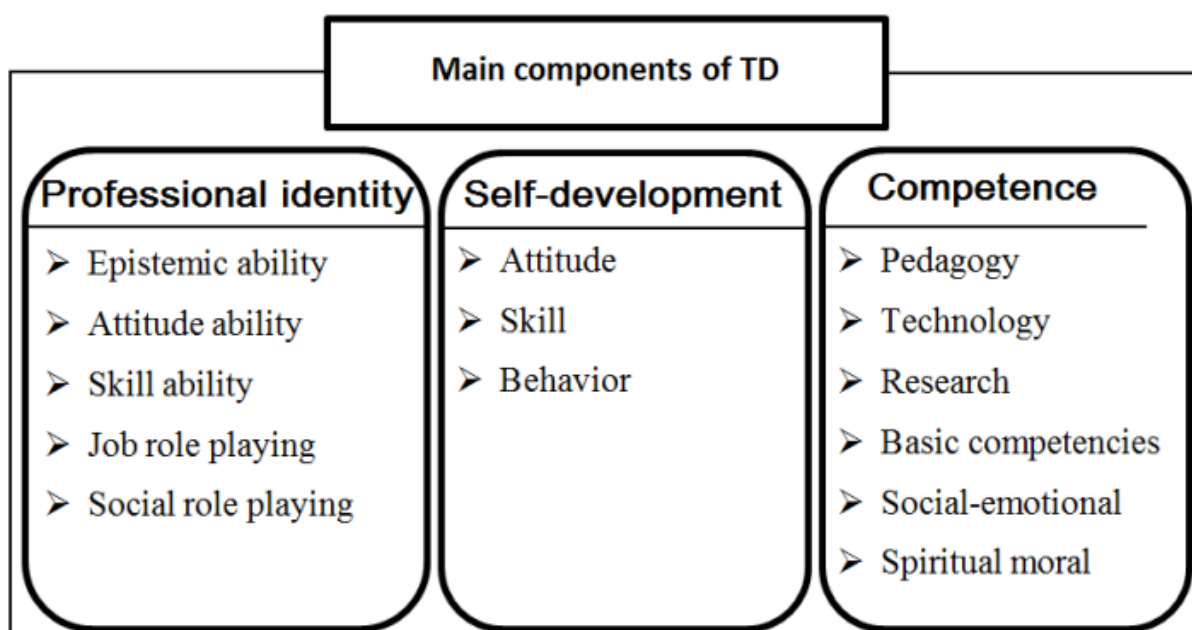 Main components of TD
Professional identity
Epistemic ability
Attitude ability
Skill ability
Job role playing
Social role playing
Self-development
Attitude
Skill
Behavior
Competence
Pedagogy
Technology
Research
Basic competencies
Social-emotional
Spiritual moral